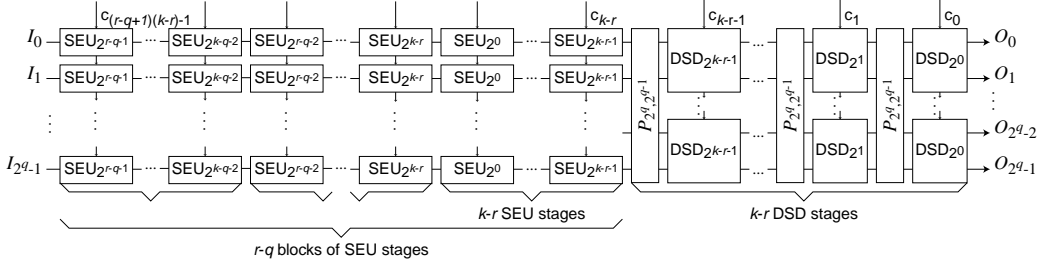 c(r-q+1)(k-r)-1 ck-r ck-r-1 c1 c0
I0 SEU2r-q-1 ... SEU2k-q-2 SEU2r-q-2 ... SEU2k-r SEU20 ... SEU2k-r-1 P2q,2q-1 DSD2k-r-1 ... P2q,2q-1 DSD21 P2q,2q-1 DSD20 O0
I1 SEU2r-q-1 ... SEU2k-q-2 SEU2r-q-2 ... SEU2k-r SEU20 ... SEU2k-r-1 ... O1
DSD2k-r-1 ... DSD21 DSD20 O2q-2
I2q-1 SEU2r-q-1 ... SEU2k-q-2 SEU2r-q-2 ... SEU2k-r SEU20 ... SEU2k-r-1 ... O2q-1
k-r SEU stages k-r DSD stages
r-q blocks of SEU stages